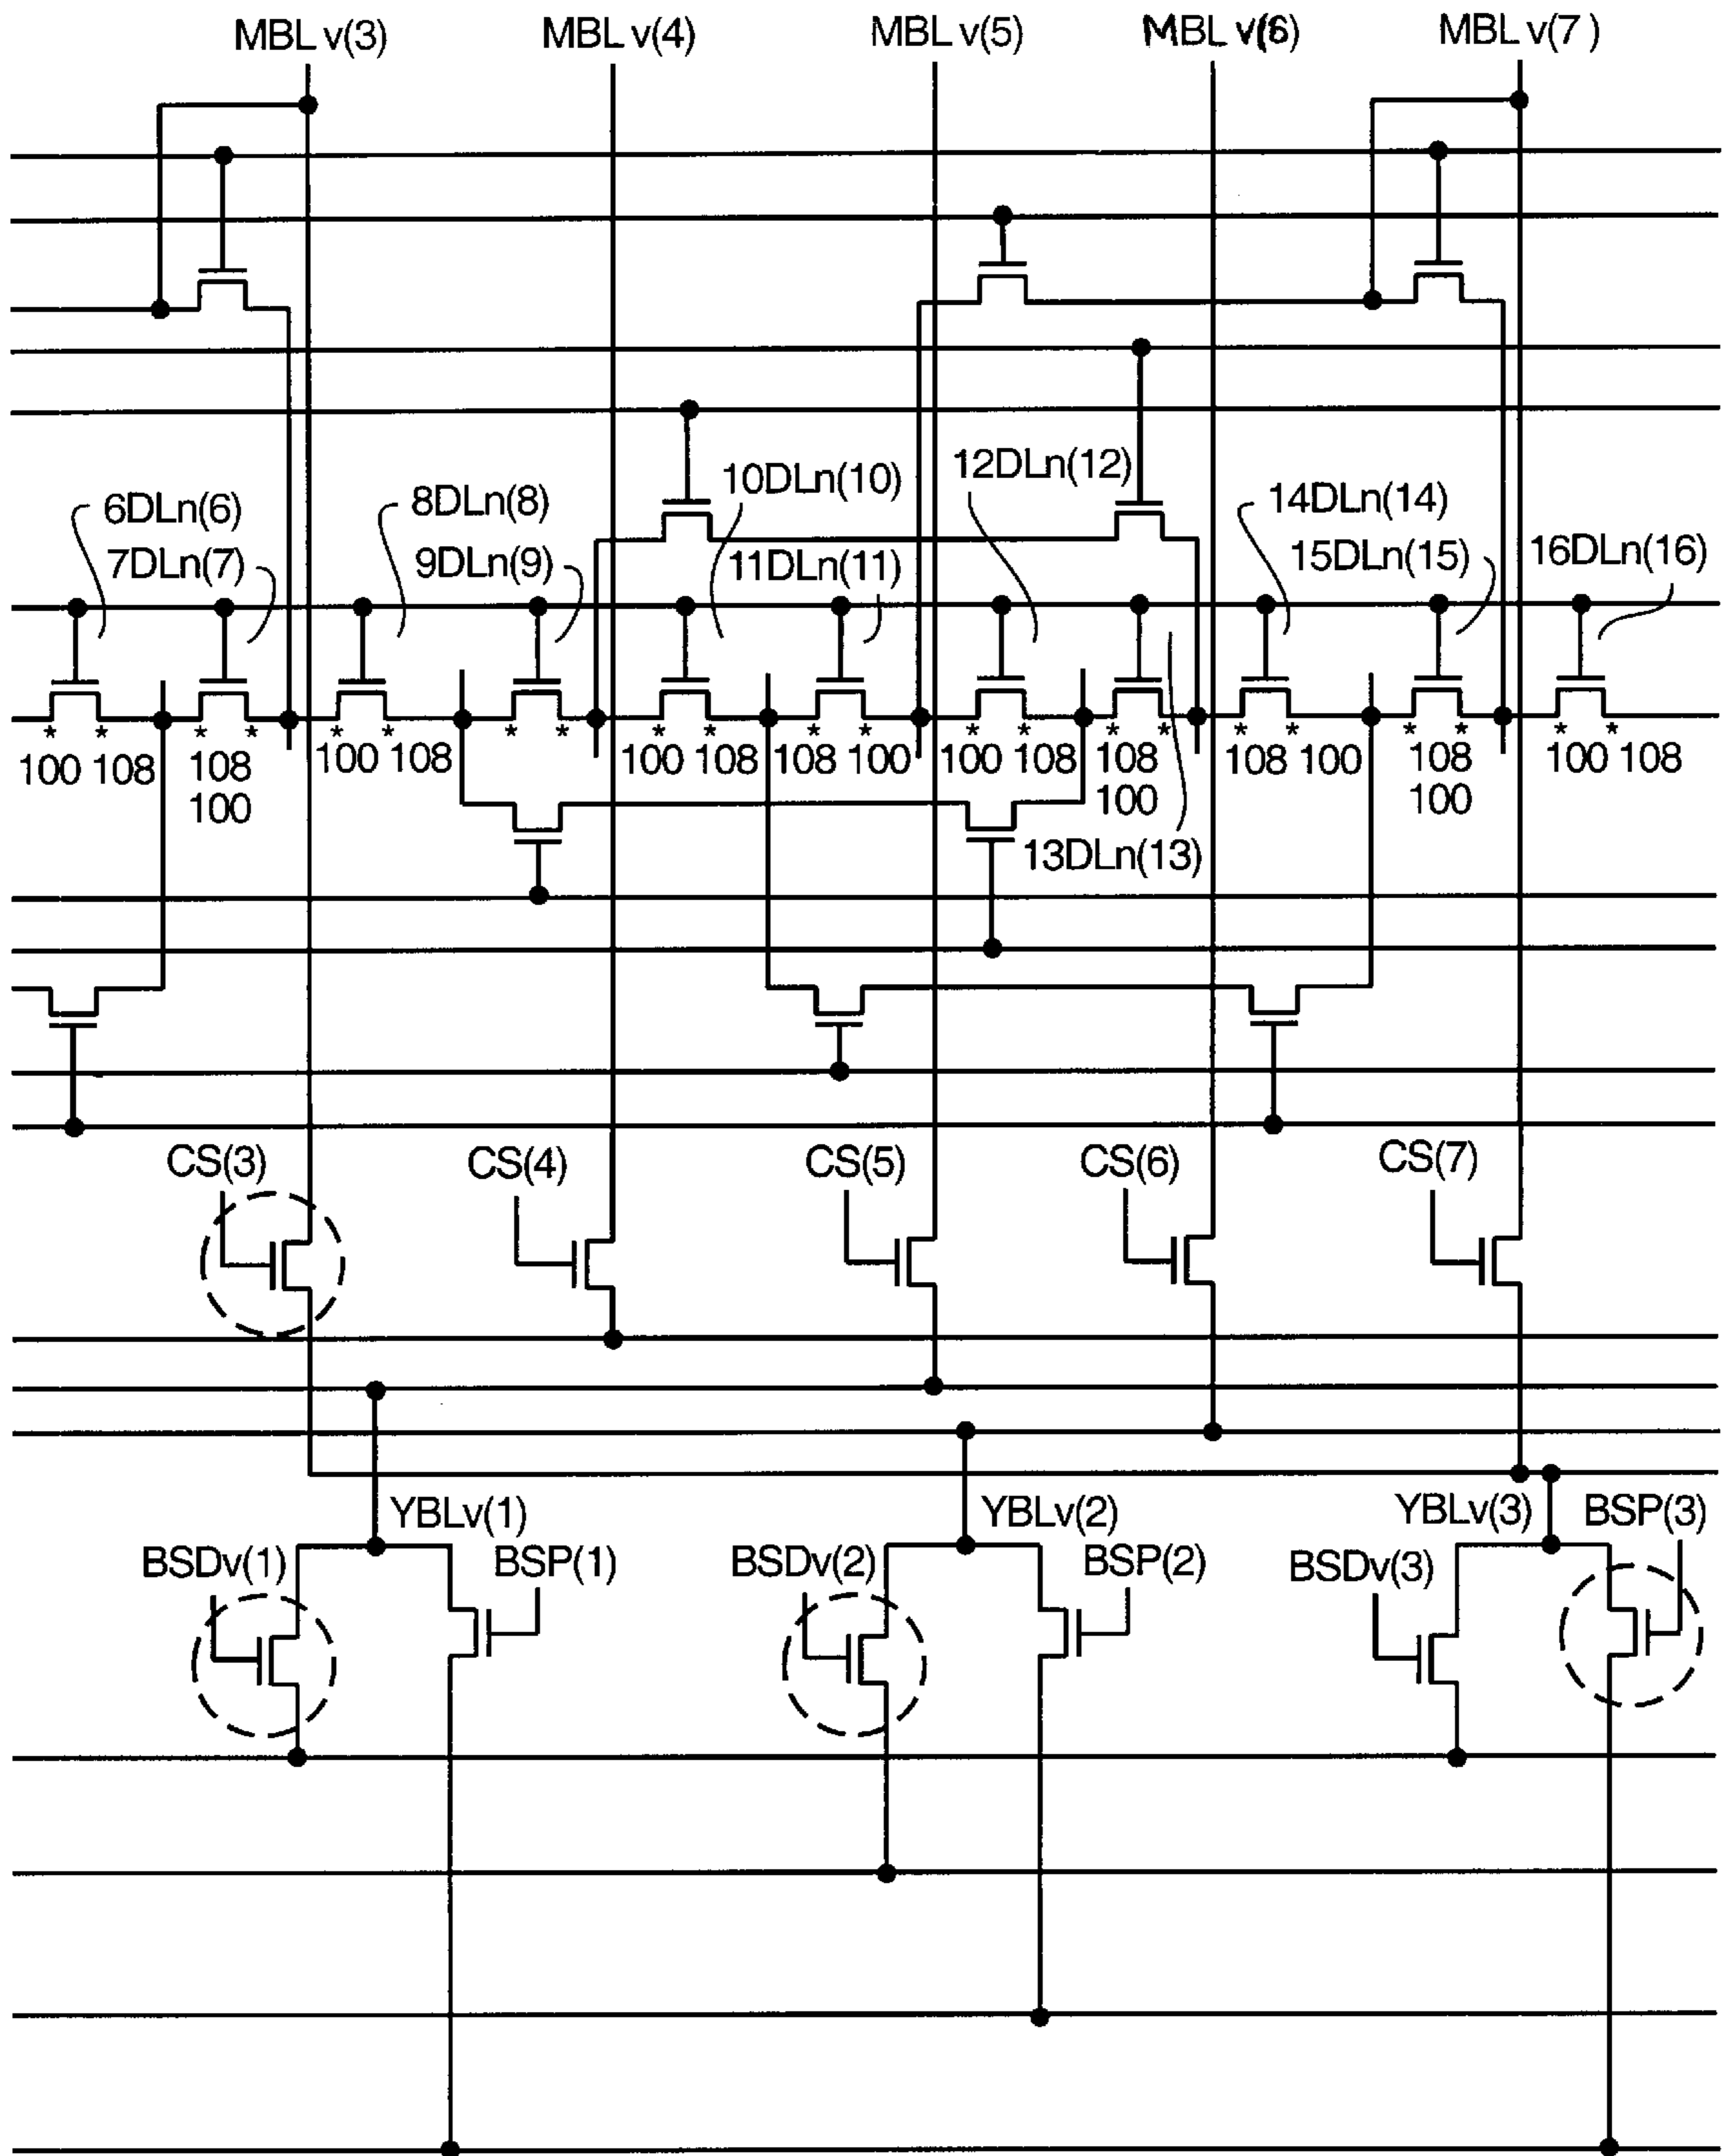 MBL v(3) MBL v(4) MBL v(5) MBL v(6) MBL v(7)
6DLn(6) 8DLn(8) 10DLn(10) 12DLn(12) 14DLn(14)
7DLn(7) 9DLn(9) 11DLn(11) 15DLn(15) 16DLn(16)
* * * * * * * * * * * * * * * * * * * * * *
100 108 108 100 108 100 108 108 100 100 108 108 108 100 108 100 108
100 100 100
13DLn(13)
CS(3) CS(4) CS(5) CS(6) CS(7)
YBLv(1) YBLv(2) YBLv(3) BSP(3)
BSDv(1) BSP(1) BSDv(2) BSP(2) BSDv(3)